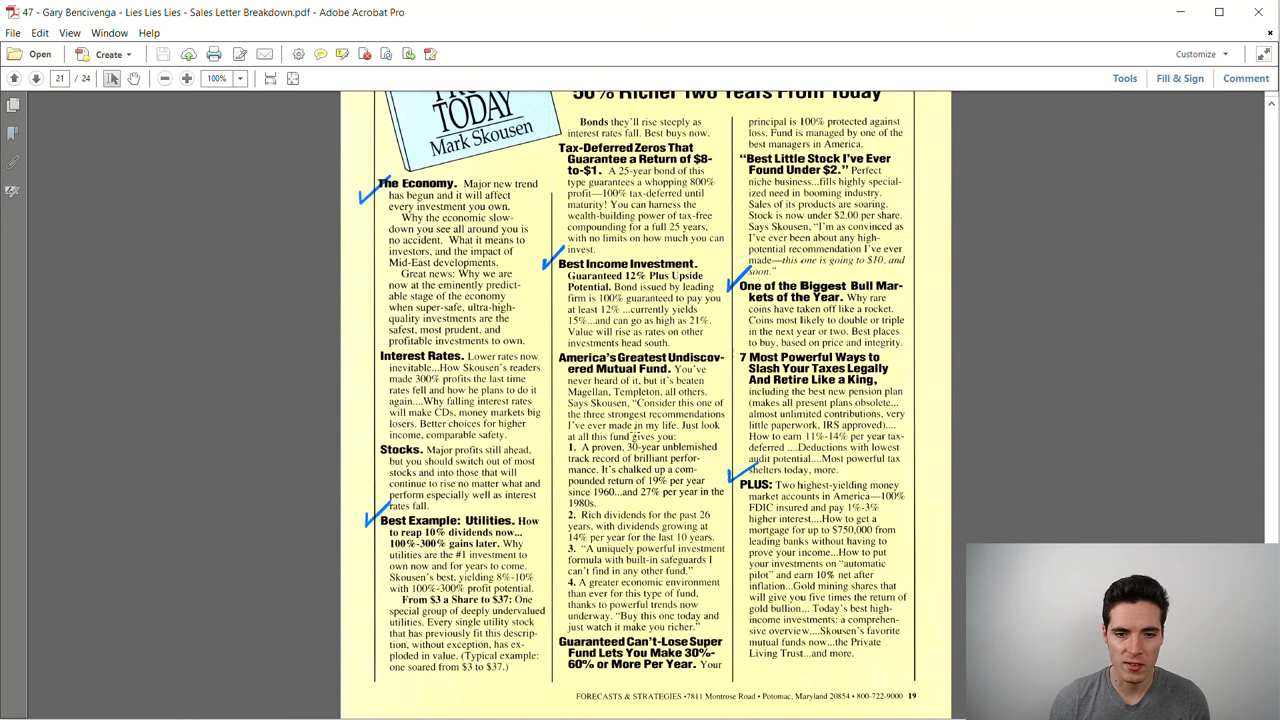 47 - Gary Bencivenga - Lies Lies Lies - Sales Letter Breakdown.pdf - Adobe Acrobat Pro
File Edit View Window Help
Open Create Customize
21 / 24 100% Tools Fill & Sign Comment
TODAY
Mark Skousen
The Economy. Major new trend
has begun and it will affect
every investment you own.
Why the economic slow-
down you see all around you is
no accident. What it means to
investors, and the impact of
Mid-East developments.
Great news: Why we are
now at the eminently predict-
able stage of the economy
when super-safe, ultra-high-
quality investments are the
safest, most prudent, and
profitable investments to own.
Interest Rates. Lower rates now
inevitable...How Skousen's readers
made 300% profits the last time
rates fell and how he plans to do it
again....Why falling interest rates
will make CDs, money markets big
losers. Better choices for higher
income, comparable safety.
Stocks. Major profits still ahead,
but you should switch out of most
stocks and into those that will
continue to rise no matter what and
perform especially well as interest
rates fall.
Best Example: Utilities. How
to reap 10% dividends now...
100%-300% gains later. Why
utilities are the #1 investment to
own now and for years to come.
Skousen's best, yielding 8%-10%
with 100%-300% profit potential.
From $3 a Share to $37: One
special group of deeply undervalued
utilities. Every single utility stock
that has previously fit this descrip-
tion, without exception, has ex-
ploded in value. (Typical example:
one soared from $3 to $37.)
50% Richer Two Years From Today
Bonds they'll rise steeply as
interest rates fall. Best buys now.
Tax-Deferred Zeros That
Guarantee a Return of $8-
to-$1. A 25-year bond of this
type guarantees a whopping 800%
profit—100% tax-deferred until
maturity! You can harness the
wealth-building power of tax-free
compounding for a full 25 years,
with no limits on how much you can
invest.
Best Income Investment.
Guaranteed 12% Plus Upside
Potential. Bond issued by leading
firm is 100% guaranteed to pay you
at least 12% ...currently yields
15%...and can go as high as 21%.
Value will rise as rates on other
investments head south.
America's Greatest Undiscov-
ered Mutual Fund. You've
never heard of it, but it's beaten
Magellan, Templeton, all others.
Says Skousen, "Consider this one of
the three strongest recommendations
I've ever made in my life. Just look
at all this fund gives you:
1. A proven, 30-year unblemished
track record of brilliant perfor-
mance. It's chalked up a com-
pounded return of 19% per year
since 1960...and 27% per year in the
1980s.
2. Rich dividends for the past 26
years, with dividends growing at
14% per year for the last 10 years.
3. "A uniquely powerful investment
formula with built-in safeguards I
can't find in any other fund."
4. A greater economic environment
than ever for this type of fund,
thanks to powerful trends now
underway. "Buy this one today and
just watch it make you richer."
Guaranteed Can't-Lose Super
Fund Lets You Make 30%-
60% or More Per Year. Your
principal is 100% protected against
loss. Fund is managed by one of the
best managers in America.
"Best Little Stock I've Ever
Found Under $2." Perfect
niche business...fills highly special-
ized need in booming industry.
Sales of its products are soaring.
Stock is now under $2.00 per share.
Says Skousen, "I'm as convinced as
I've ever been about any high-
potential recommendation I've ever
made—this one is going to $10, and
soon."
One of the Biggest Bull Mar-
kets of the Year. Why rare
coins have taken off like a rocket.
Coins most likely to double or triple
in the next year or two. Best places
to buy, based on price and integrity.
7 Most Powerful Ways to
Slash Your Taxes Legally
And Retire Like a King,
including the best new pension plan
(makes all present plans obsolete...
almost unlimited contributions, very
little paperwork, IRS approved)....
How to earn 11%-14% per year tax-
deferred ....Deductions with lowest
audit potential....Most powerful tax
shelters today, more.
PLUS: Two highest-yielding money
market accounts in America—100%
FDIC insured and pay 1%-3%
higher interest....How to get a
mortgage for up to $750,000 from
leading banks without having to
prove your income...How to put
your investments on "automatic
pilot" and earn 10% net after
inflation...Gold mining shares that
will give you five times the return of
gold bullion... Today's best high-
income investments: a comprehen-
sive overview....Skousen's favorite
mutual funds now...the Private
Living Trust...and more.
FORECASTS & STRATEGIES •7811 Montrose Road • Potomac, Maryland 20854 • 800-722-9000 19